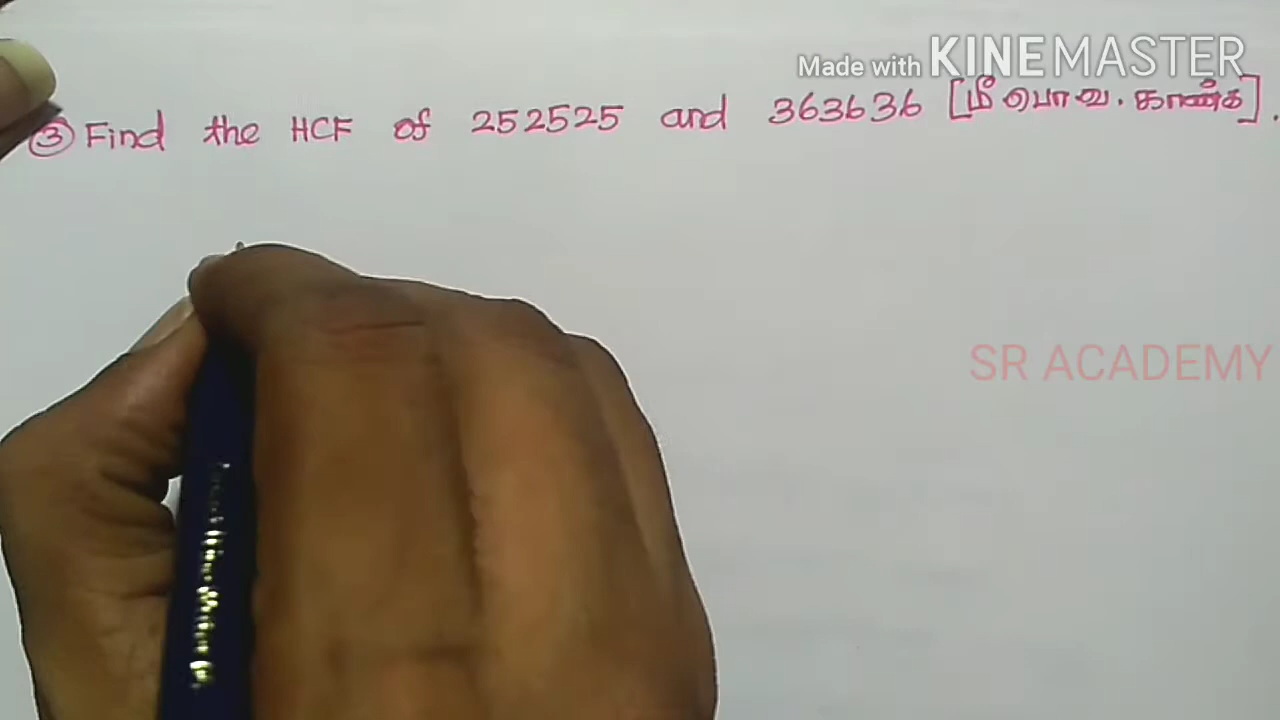 Made with KINEMASTER
③ Find the HCF of 252525 and 363636 [மீ பொ வ. காண்க].
SR ACADEMY